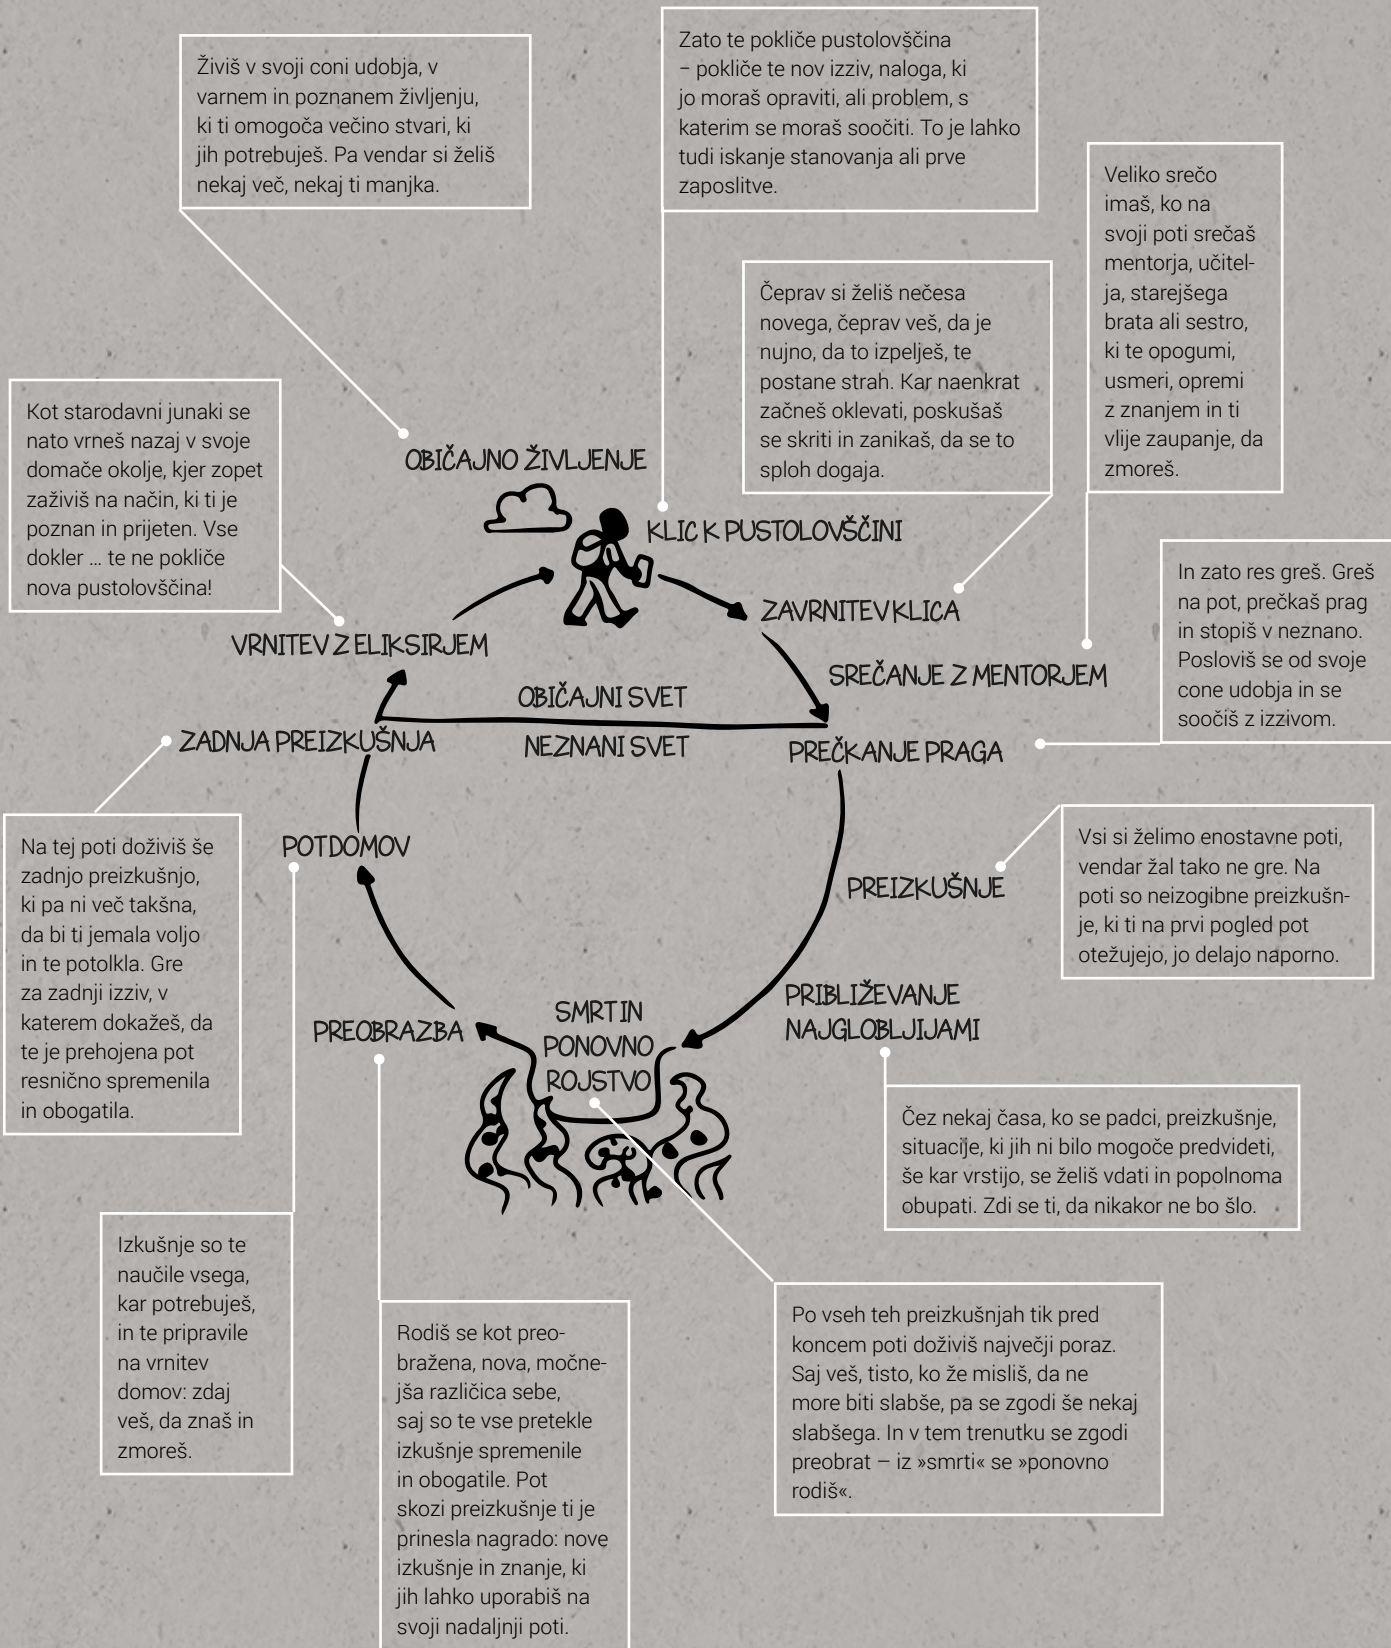 Živiš v svoji coni udobja, v
varnem in poznanem življenju,
ki ti omogoča večino stvari, ki
jih potrebuješ. Pa vendar si želiš
nekaj več, nekaj ti manjka.
OBIČAJNO ŽIVLJENJE
Zato te pokliče pustolovščina
– pokliče te nov izziv, naloga, ki
jo moraš opraviti, ali problem, s
katerim se moraš soočiti. To je lahko
tudi iskanje stanovanja ali prve
zaposlitve.
KLIC K PUSTOLOVŠČINI
Čeprav si želiš nečesa
novega, čeprav veš, da je
nujno, da to izpelješ, te
postane strah. Kar naenkrat
začneš oklevati, poskušaš
se skriti in zanikaš, da se to
sploh dogaja.
ZAVRNITEV KLICA
Veliko srečo
imaš, ko na
svoji poti srečaš
mentorja, učitel-
ja, starejšega
brata ali sestro,
ki te opogumi,
usmeri, opremi
z znanjem in ti
vlije zaupanje, da
zmoreš.
SREČANJE Z MENTORJEM
In zato res greš. Greš
na pot, prečkaš prag
in stopiš v neznano.
Posloviš se od svoje
cone udobja in se
soočiš z izzivom.
PREČKANJE PRAGA
OBIČAJNI SVET
NEZNANI SVET
Vsi si želimo enostavne poti,
vendar žal tako ne gre. Na
poti so neizogibne preizkušn-
je, ki ti na prvi pogled pot
otežujejo, jo delajo naporno.
PREIZKUŠNJE
PRIBLIŽEVANJE
NAJGLOBLJI JAMI
Čez nekaj časa, ko se padci, preizkušnje,
situacije, ki jih ni bilo mogoče predvideti,
še kar vrstijo, se želiš vdati in popolnoma
obupati. Zdi se ti, da nikakor ne bo šlo.
SMRT IN
PONOVNO
ROJSTVO
Po vseh teh preizkušnjah tik pred
koncem poti doživiš največji poraz.
Saj veš, tisto, ko že misliš, da ne
more biti slabše, pa se zgodi še nekaj
slabšega. In v tem trenutku se zgodi
preobrat – iz »smrti« se »ponovno
rodiš«.
PREOBRAZBA
Rodiš se kot preo-
bražena, nova, močne-
jša različica sebe,
saj so te vse pretekle
izkušnje spremenile
in obogatile. Pot
skozi preizkušnje ti je
prinesla nagrado: nove
izkušnje in znanje, ki
jih lahko uporabiš na
svoji nadaljnji poti.
POT DOMOV
Izkušnje so te
naučile vsega,
kar potrebuješ,
in te pripravile
na vrnitev
domov: zdaj
veš, da znaš in
zmoreš.
ZADNJA PREIZKUŠNJA
Na tej poti doživiš še
zadnjo preizkušnjo,
ki pa ni več takšna,
da bi ti jemala voljo
in te potolkla. Gre
za zadnji izziv, v
katerem dokažeš, da
te je prehojena pot
resnično spremenila
in obogatila.
VRNITEV Z ELIKSIRJEM
Kot starodavni junaki se
nato vrneš nazaj v svoje
domače okolje, kjer zopet
zaživiš na način, ki ti je
poznan in prijeten. Vse
dokler … te ne pokliče
nova pustolovščina!